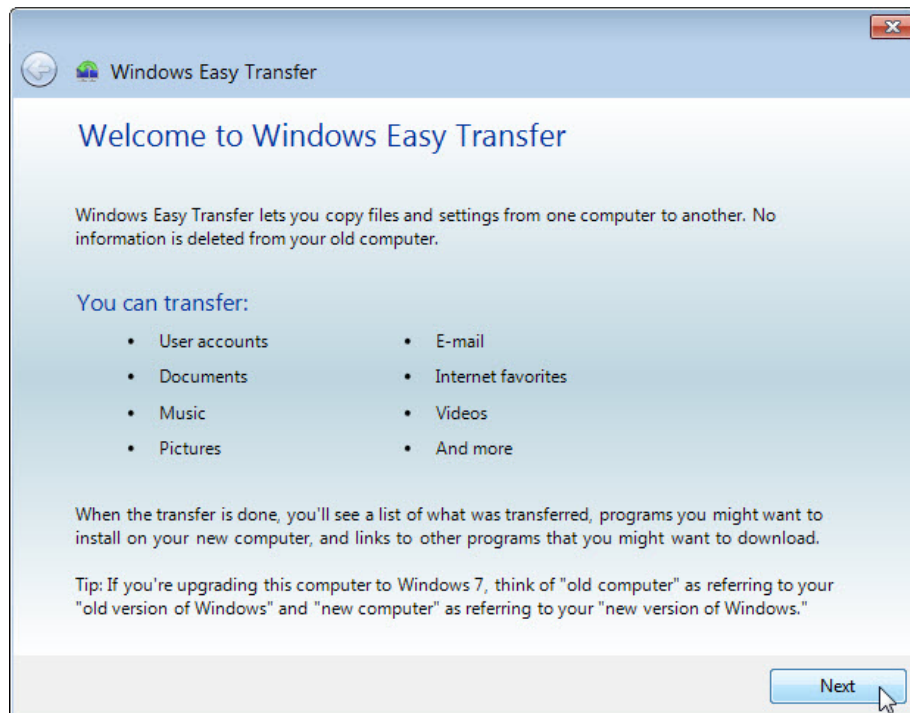 Windows Easy Transfer
Welcome to Windows Easy Transfer
Windows Easy Transfer lets you copy files and settings from one computer to another. No
information is deleted from your old computer.
You can transfer:
• User accounts
• Documents
• Music
• Pictures
• E-mail
• Internet favorites
• Videos
• And more
When the transfer is done, you'll see a list of what was transferred, programs you might want to
install on your new computer, and links to other programs that you might want to download.
Tip: If you're upgrading this computer to Windows 7, think of "old computer" as referring to your
"old version of Windows" and "new computer" as referring to your "new version of Windows."
Next